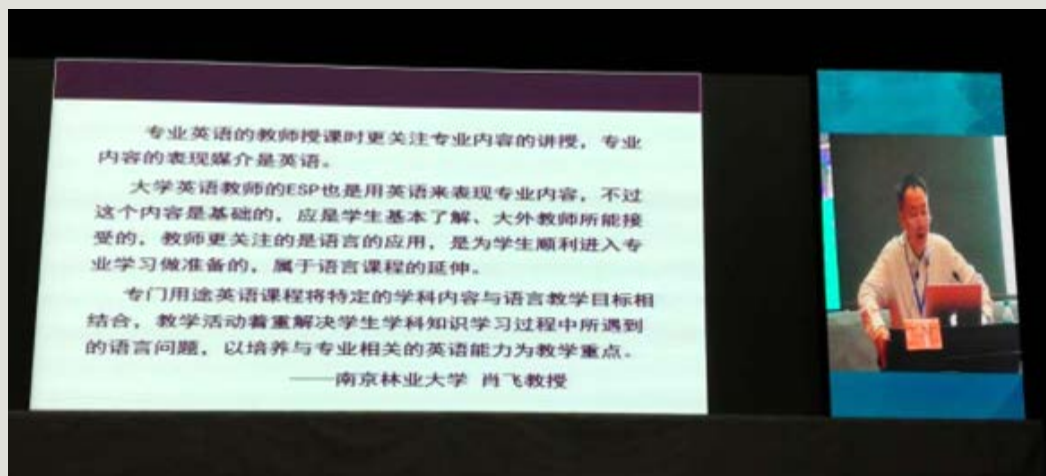 专业英语的教师授课时更关注专业内容的讲授，专业
内容的表现媒介是英语。
大学英语教师的ESP也是用英语来表现专业内容，不过
这个内容是基础的，应是学生基本了解、大外教师所能接
受的，教师更关注的是语言的应用，是为学生顺利进入专
业学习做准备的，属于语言课程的延伸。
专门用途英语课程将特定的学科内容与语言教学目标相
结合，教学活动着重解决学生学科知识学习过程中所遇到
的语言问题，以培养与专业相关的英语能力为教学重点。
——南京林业大学 肖飞教授